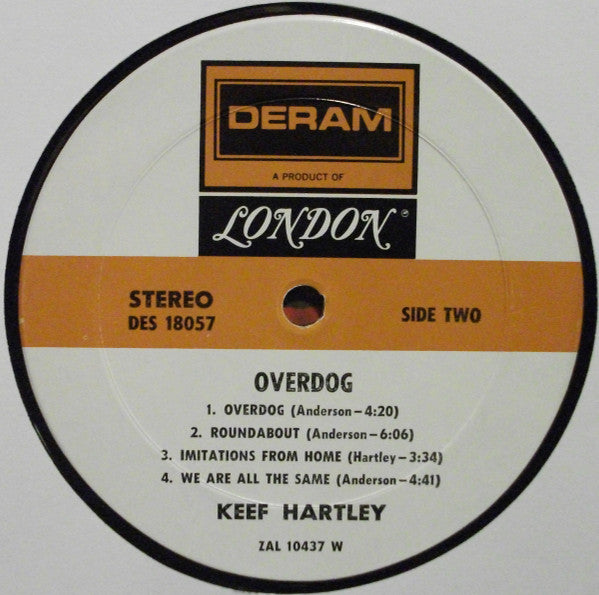 DERAM
A PRODUCT OF
LONDON®
STEREO
DES 18057
SIDE TWO
OVERDOG
1. OVERDOG (Anderson–4:20)
2. ROUNDABOUT (Anderson–6:06)
3. IMITATIONS FROM HOME (Hartley–3:34)
4. WE ARE ALL THE SAME (Anderson–4:41)
KEEF HARTLEY
ZAL 10437 W